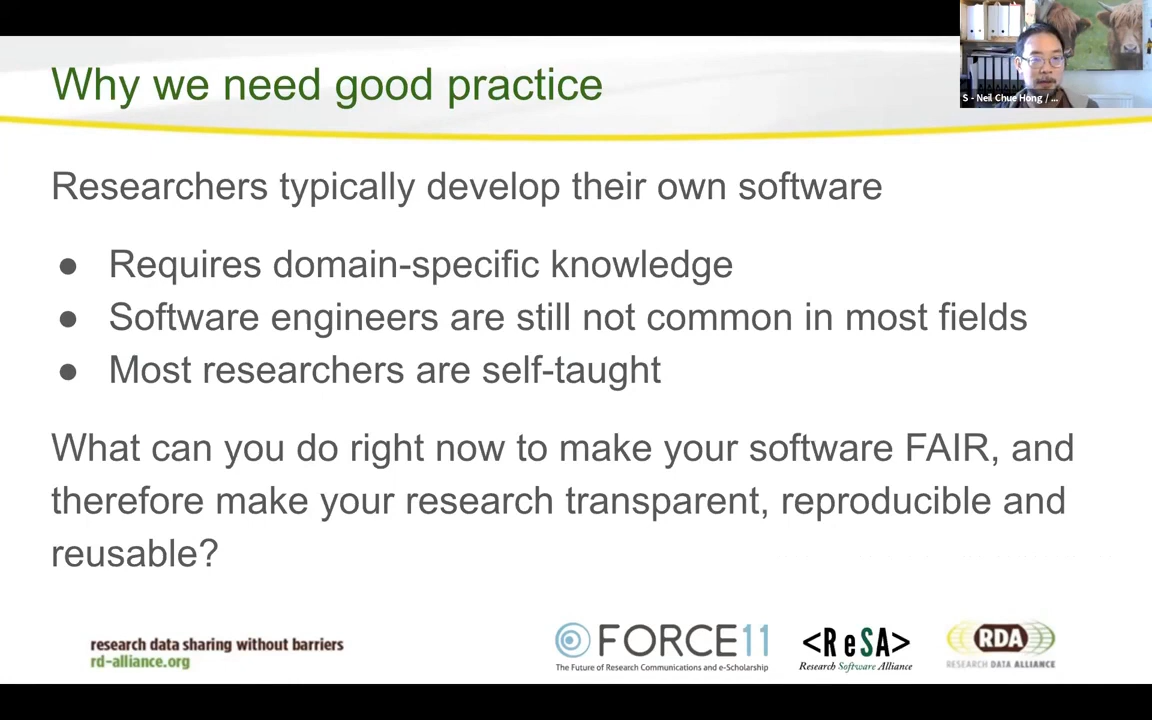 Why we need good practice
S - Neil Chue Hong / ...
Researchers typically develop their own software
● Requires domain-specific knowledge
● Software engineers are still not common in most fields
● Most researchers are self-taught
What can you do right now to make your software FAIR, and
therefore make your research transparent, reproducible and
reusable?
research data sharing without barriers
rd-alliance.org
FORCE11
The Future of Research Communications and e-Scholarship
<ReSA>
Research Software Alliance
RDA
RESEARCH DATA ALLIANCE